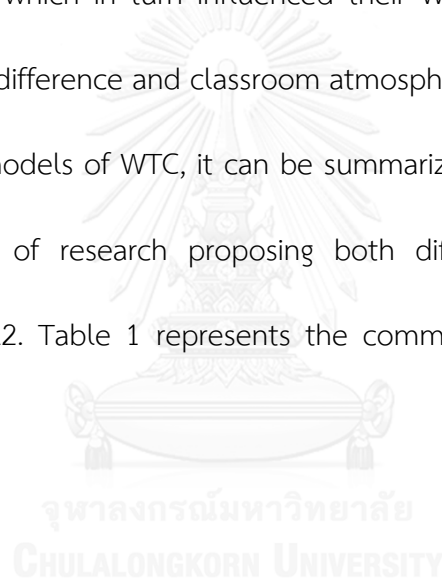 which in turn influenced their W
difference and classroom atmosph
nodels of WTC, it can be summariz
of research proposing both dif
2. Table 1 represents the comm
จุฬาลงกรณ์มหาวิทยาลัย
CHULALONGKORN UNIVERSITY